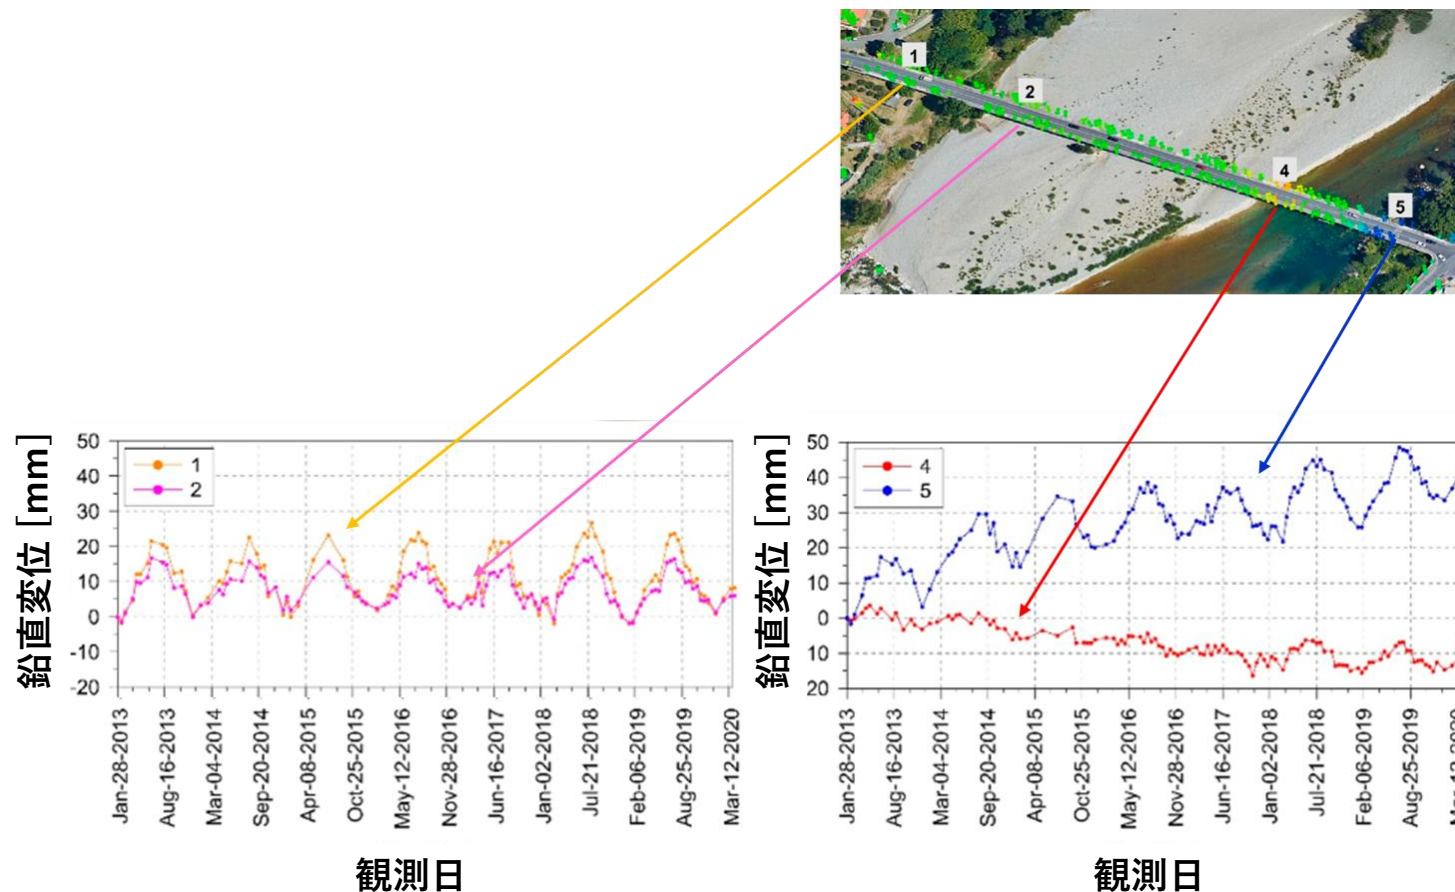 1
2
4
5
鉛直変位 [mm]
50
40
30
20
10
0
-10
-20
1
2
Jan-28-2013
Aug-16-2013
Mar-04-2014
Sep-20-2014
Apr-08-2015
Oct-25-2015
May-12-2016
Nov-28-2016
Jun-16-2017
Jan-02-2018
Jul-21-2018
Feb-06-2019
Aug-25-2019
Mar-12-2020
観測日
鉛直変位 [mm]
50
40
30
20
10
0
10
20
4
5
Jan-28-2013
Aug-16-2013
Mar-04-2014
Sep-20-2014
Apr-08-2015
Oct-25-2015
May-12-2016
Nov-28-2016
Jun-16-2017
Jan-02-2018
Jul-21-2018
Feb-06-2019
Aug-25-2019
観測日